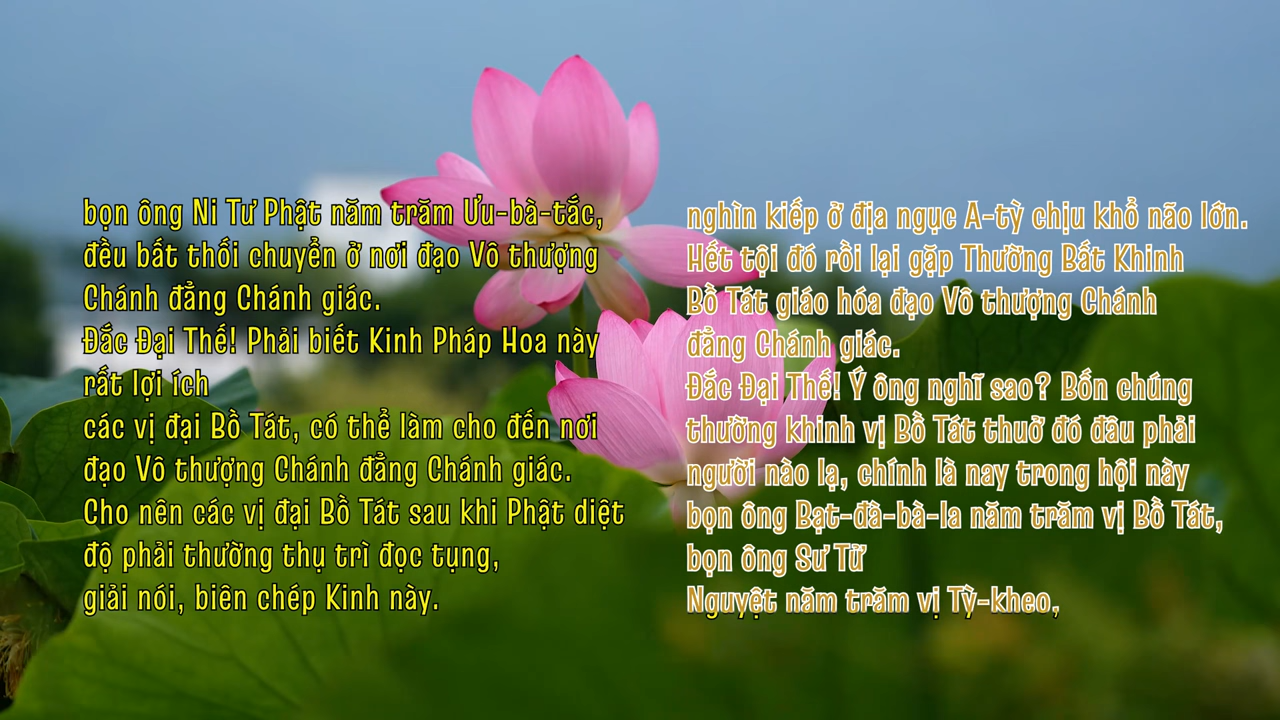 bọn ông Ni Tư Phật năm trăm Ưu-bà-tắc,
đều bất thối chuyển ở nơi đạo Vô thượng
Chánh đẳng Chánh giác.
Đắc Đại Thế! Phải biết Kinh Pháp Hoa này
rất lợi ích
các vị đại Bồ Tát, có thể làm cho đến nơi
đạo Vô thượng Chánh đẳng Chánh giác.
Cho nên các vị đại Bồ Tát sau khi Phật diệt
độ phải thường thụ trì đọc tụng,
giải nói, biên chép Kinh này.
nghìn kiếp ở địa ngục A-tỳ chịu khổ não lớn.
Hết tội đó rồi lại gặp Thường Bất Khinh
Bồ Tát giáo hóa đạo Vô thượng Chánh
đẳng Chánh giác.
Đắc Đại Thế! Ý ông nghĩ sao? Bốn chúng
thường khinh vị Bồ Tát thuở đó đâu phải
người nào lạ, chính là nay trong hội này
bọn ông Bạt-đà-bà-la năm trăm vị Bồ Tát,
bọn ông Sư Tử
Nguyệt năm trăm vị Tỳ-kheo,